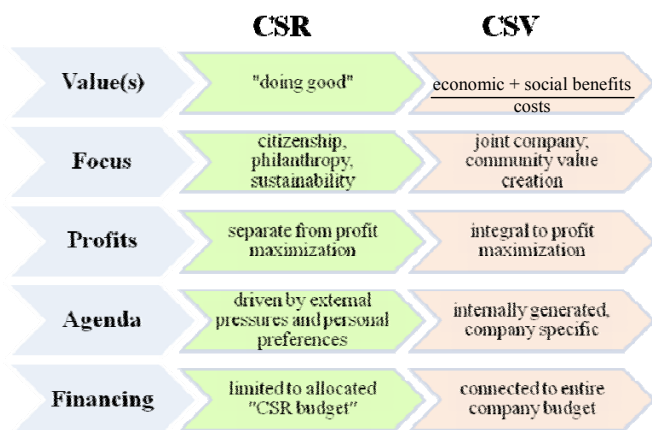 CSR CSV
Value(s)
"doing good"
economic + social benefits
costs
Focus
citizenship,
philanthropy,
sustainability
joint company;
community value
creation
Profits
separate from profit
maximization
integral to profit
maximization
Agenda
driven by external
pressures and personal
preferences
internally generated,
company specific
Financing
limited to allocated
"CSR budget"
connected to entire
company budget